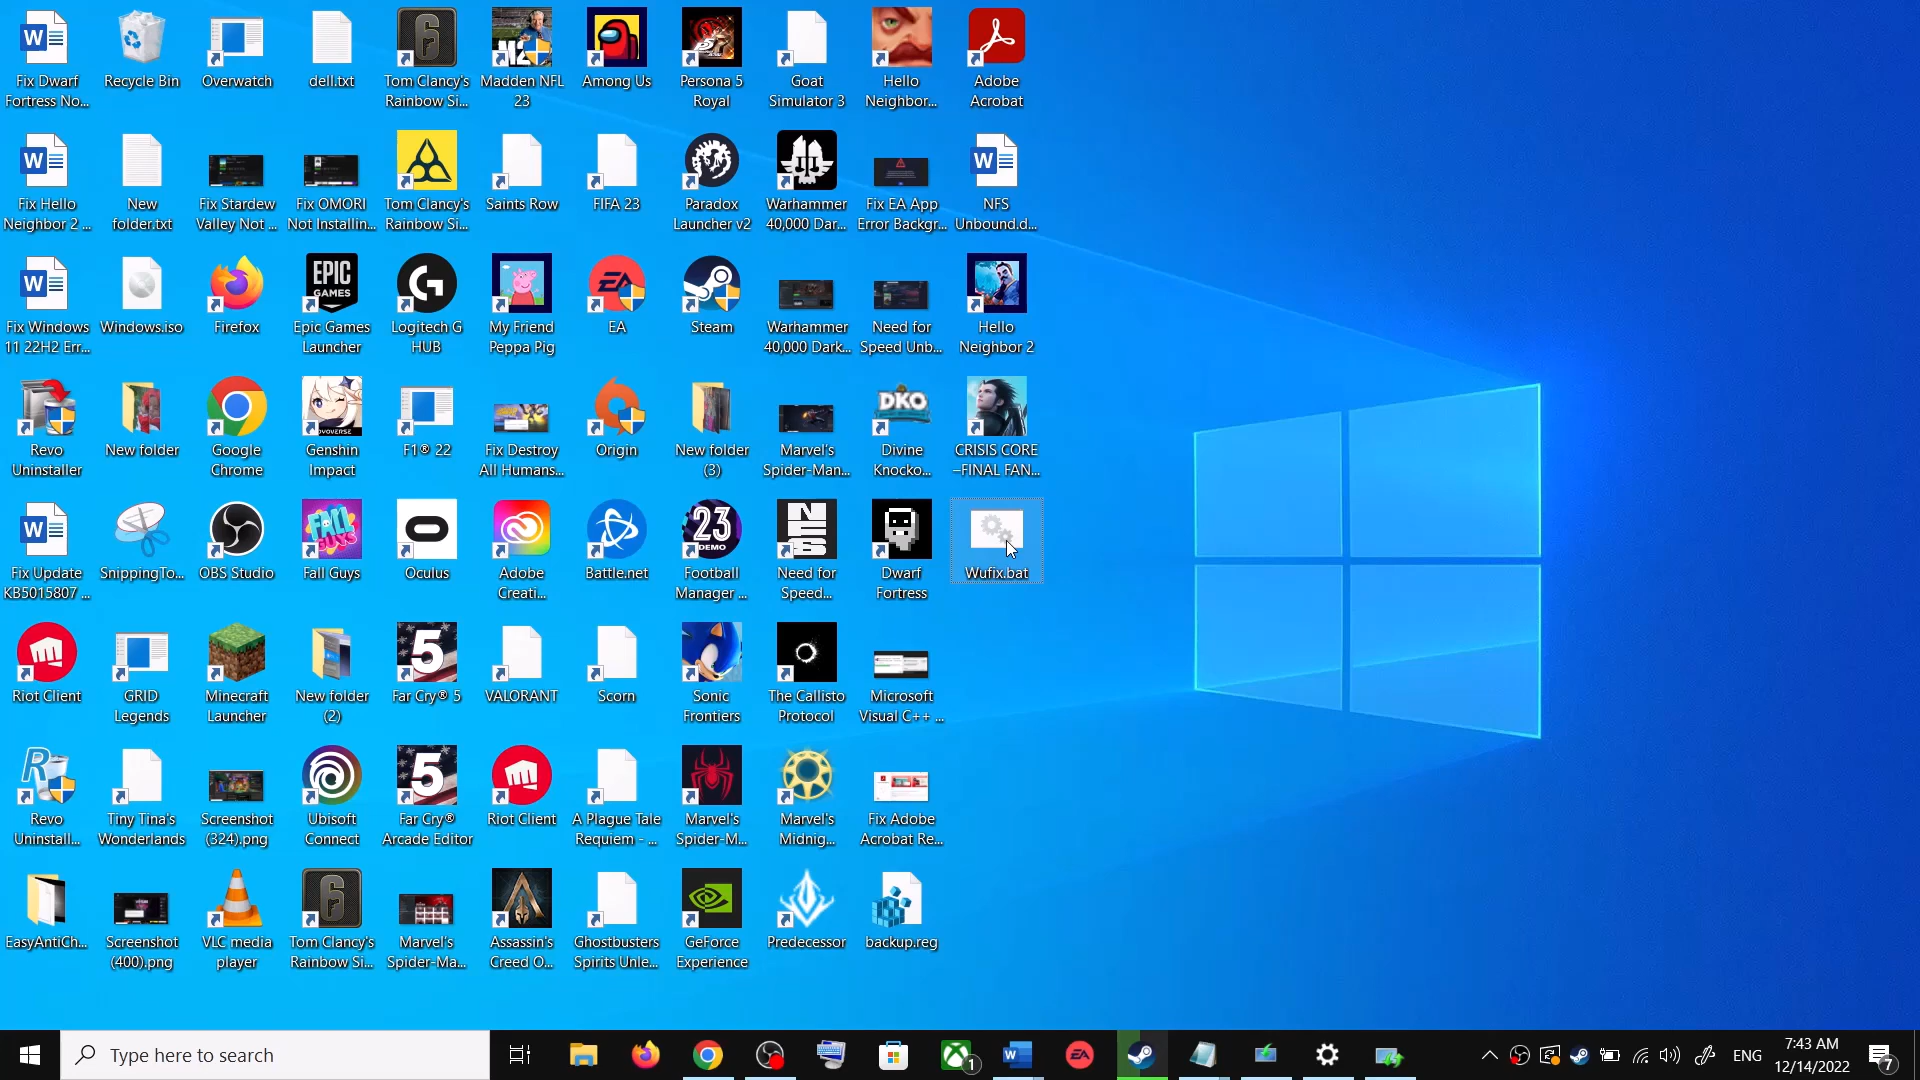 Fix Dwarf
Fortress No...
Recycle Bin
Overwatch
dell.txt
Tom Clancy's
Rainbow Si...
Madden NFL
23
Among Us
Persona 5
Royal
Goat
Simulator 3
Hello
Neighbor...
Adobe
Acrobat
Fix Hello
Neighbor 2 ...
New
folder.txt
Fix Stardew
Valley Not ...
Fix OMORI
Not Installin...
Tom Clancy's
Rainbow Si...
Saints Row
FIFA 23
Paradox
Launcher v2
Warhammer
40,000 Dar...
Fix EA App
Error Backgr...
NFS
Unbound.d...
Fix Windows
11 22H2 Err...
Windows.iso
Firefox
EPIC
GAMES
Epic Games
Launcher
Logitech G
HUB
My Friend
Peppa Pig
EA
Steam
Warhammer
40,000 Dark...
Need for
Speed Unb...
Hello
Neighbor 2
Revo
Uninstaller
New folder
Google
Chrome
Genshin
Impact
F1® 22
Fix Destroy
All Humans...
Origin
New folder
(3)
Marvel's
Spider-Man...
DKO
Divine
Knocko...
CRISIS CORE
–FINAL FAN...
Fix Update
KB5015807 ...
SnippingTo...
OBS Studio
FALL
GUYS
Fall Guys
Oculus
Adobe
Creati...
Battle.net
23
DEMO
Football
Manager ...
Need for
Speed...
Dwarf
Fortress
Wufix.bat
Riot Client
GRID
Legends
Minecraft
Launcher
New folder
(2)
5
Far Cry® 5
VALORANT
Scorn
Sonic
Frontiers
The Callisto
Protocol
Microsoft
Visual C++ ...
Revo
Uninstall...
Tiny Tina's
Wonderlands
Screenshot
(324).png
Ubisoft
Connect
5
Far Cry®
Arcade Editor
Riot Client
A Plague Tale
Requiem - ...
Marvel's
Spider-M...
Marvel's
Midnig...
Fix Adobe
Acrobat Re...
EasyAntiCh...
Screenshot
(400).png
VLC media
player
Tom Clancy's
Rainbow Si...
Marvel's
Spider-Ma...
Assassin's
Creed O...
Ghostbusters
Spirits Unle...
GeForce
Experience
Predecessor
backup.reg
Type here to search
1
ENG
7:43 AM
12/14/2022
7